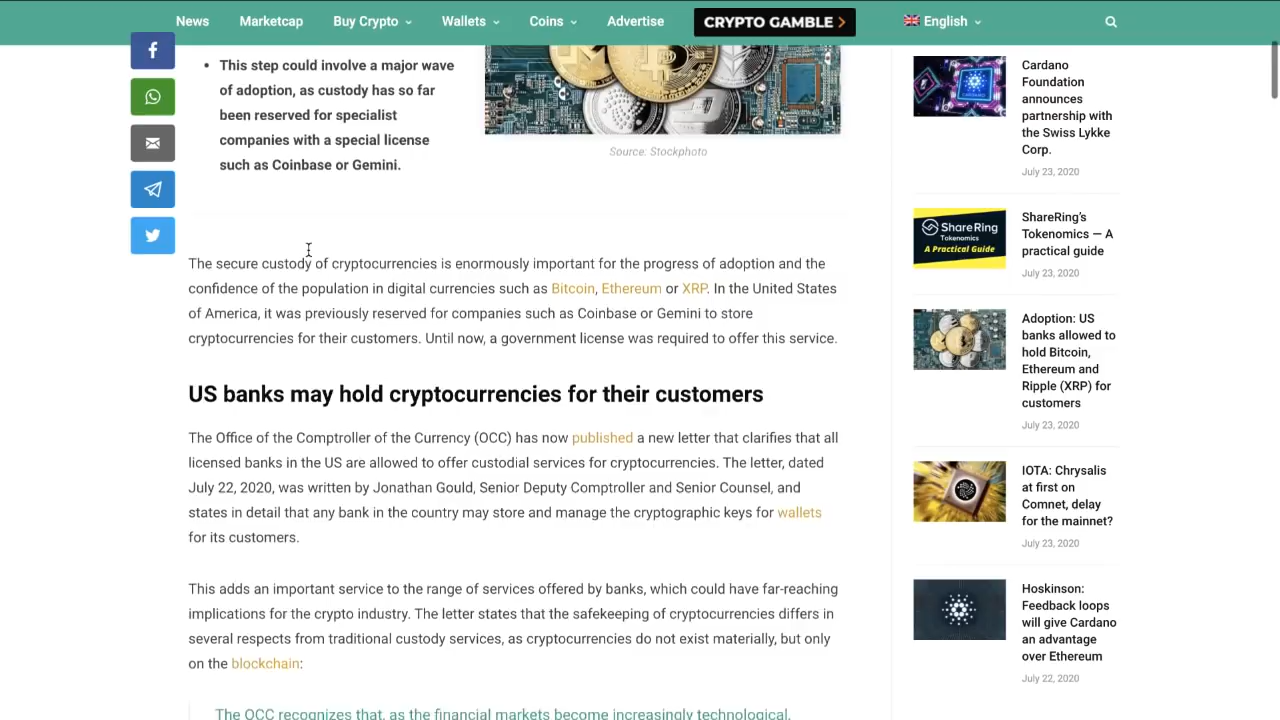 News
Marketcap
Buy Crypto
Wallets
Coins
Advertise
CRYPTO GAMBLE
English
This step could involve a major wave
of adoption, as custody has so far
been reserved for specialist
companies with a special license
such as Coinbase or Gemini.
Source: Stockphoto
The secure custody of cryptocurrencies is enormously important for the progress of adoption and the
confidence of the population in digital currencies such as Bitcoin, Ethereum or XRP. In the United States
of America, it was previously reserved for companies such as Coinbase or Gemini to store
cryptocurrencies for their customers. Until now, a government license was required to offer this service.
US banks may hold cryptocurrencies for their customers
The Office of the Comptroller of the Currency (OCC) has now published a new letter that clarifies that all
licensed banks in the US are allowed to offer custodial services for cryptocurrencies. The letter, dated
July 22, 2020, was written by Jonathan Gould, Senior Deputy Comptroller and Senior Counsel, and
states in detail that any bank in the country may store and manage the cryptographic keys for wallets
for its customers.
This adds an important service to the range of services offered by banks, which could have far-reaching
implications for the crypto industry. The letter states that the safekeeping of cryptocurrencies differs in
several respects from traditional custody services, as cryptocurrencies do not exist materially, but only
on the blockchain:
The OCC recognizes that, as the financial markets become increasingly technological,
Cardano
Foundation
announces
partnership with
the Swiss Lykke
Corp.
July 23, 2020
ShareRing
Tokenomics
A Practical Guide
ShareRing's
Tokenomics — A
practical guide
July 23, 2020
Adoption: US
banks allowed to
hold Bitcoin,
Ethereum and
Ripple (XRP) for
customers
July 23, 2020
IOTA: Chrysalis
at first on
Comnet, delay
for the mainnet?
July 23, 2020
Hoskinson:
Feedback loops
will give Cardano
an advantage
over Ethereum
July 22, 2020